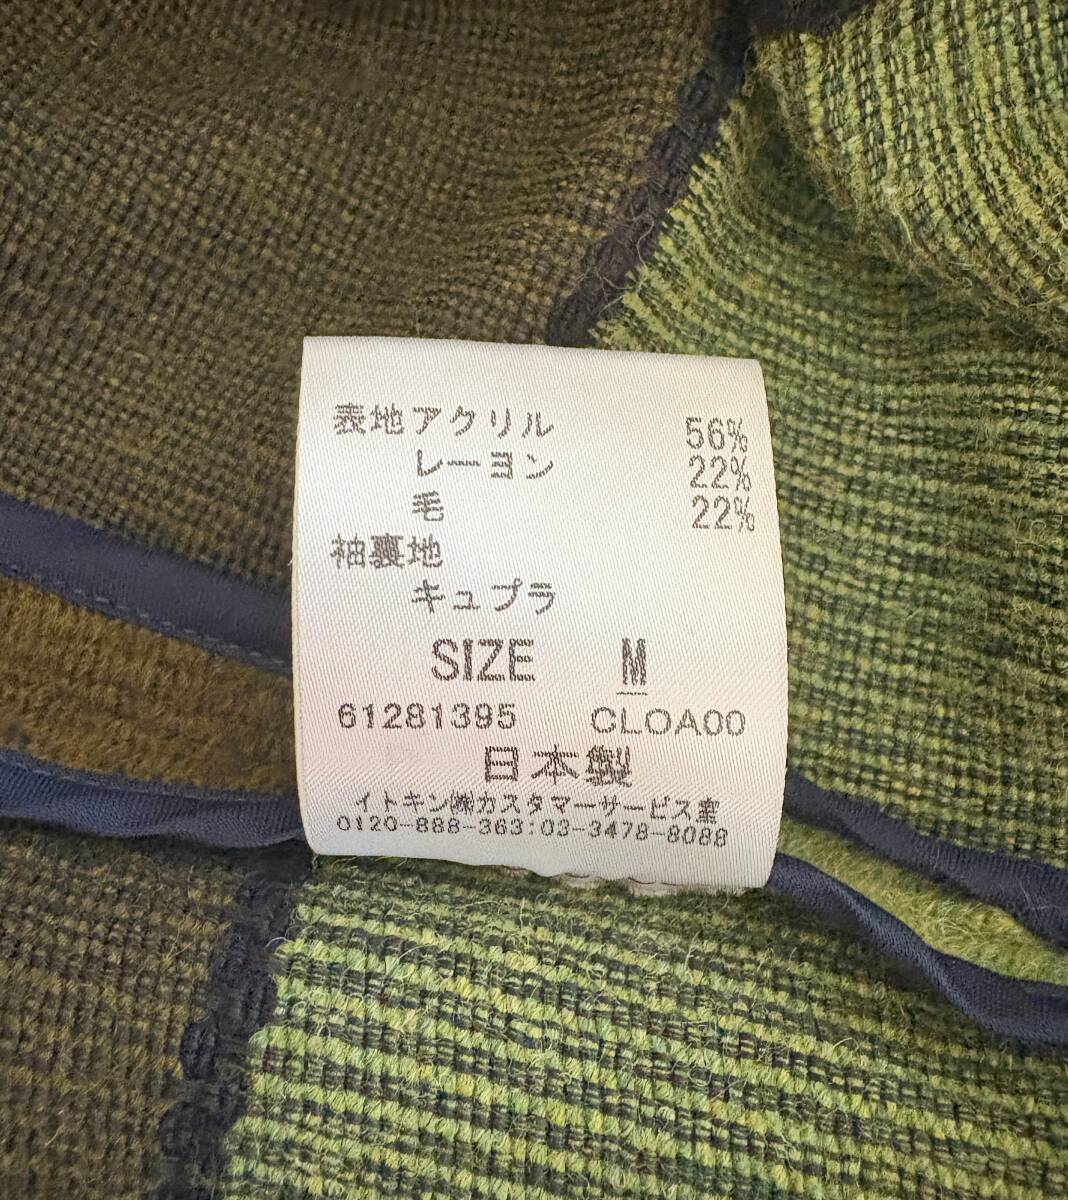 表地アクリル 56%
レーヨン 22%
毛 22%
袖裏地
キュプラ
SIZE M
61281395 CLOA00
日本製
イトキン㈱カスタマーサービス室
0120-888-363:03-3478-8088